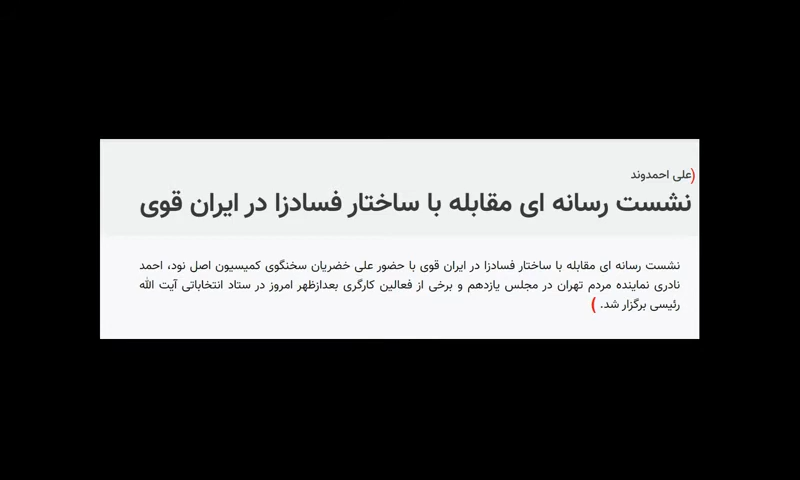 (علی احمدوند
نشست رسانه ای مقابله با ساختار فسادزا در ایران قوی
نشست رسانه ای مقابله با ساختار فسادزا در ایران قوی با حضور علی خضریان سخنگوی کمیسیون اصل نود، احمد
نادری نماینده مردم تهران در مجلس یازدهم و برخی از فعالین کارگری بعدازظهر امروز در ستاد انتخاباتی آیت الله
رئیسی برگزار شد. )